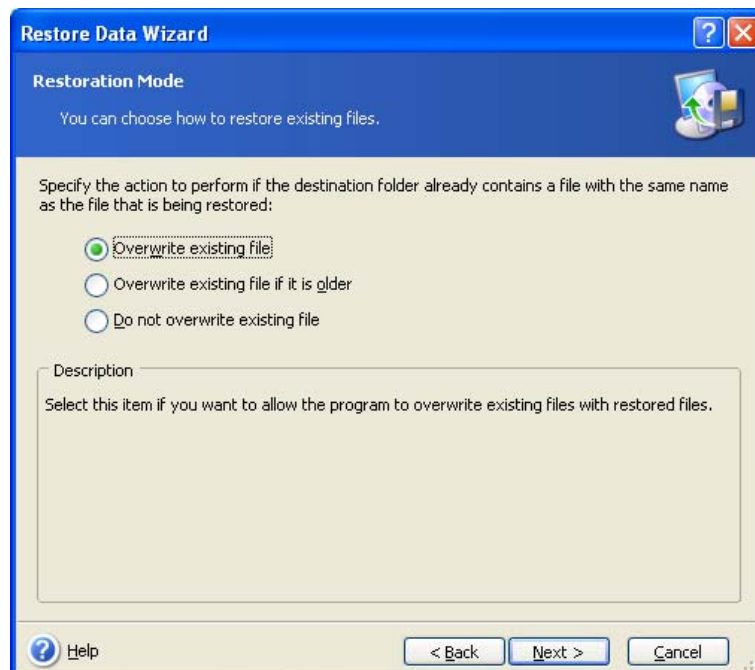 Restore Data Wizard
Restoration Mode
You can choose how to restore existing files.
Specify the action to perform if the destination folder already contains a file with the same name
as the file that is being restored:
Overwrite existing file
Overwrite existing file if it is older
Do not overwrite existing file
Description
Select this item if you want to allow the program to overwrite existing files with restored files.
Help
< Back
Next >
Cancel